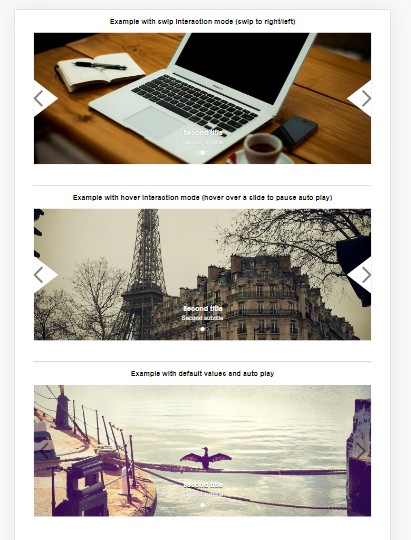 Example with swip interaction mode (swip to right/left)
Second title
Second subtitle
Example with hover interaction mode (hover over a slide to pause auto play)
Second title
Second subtitle
Example with default values and auto play
Second title
Second subtitle